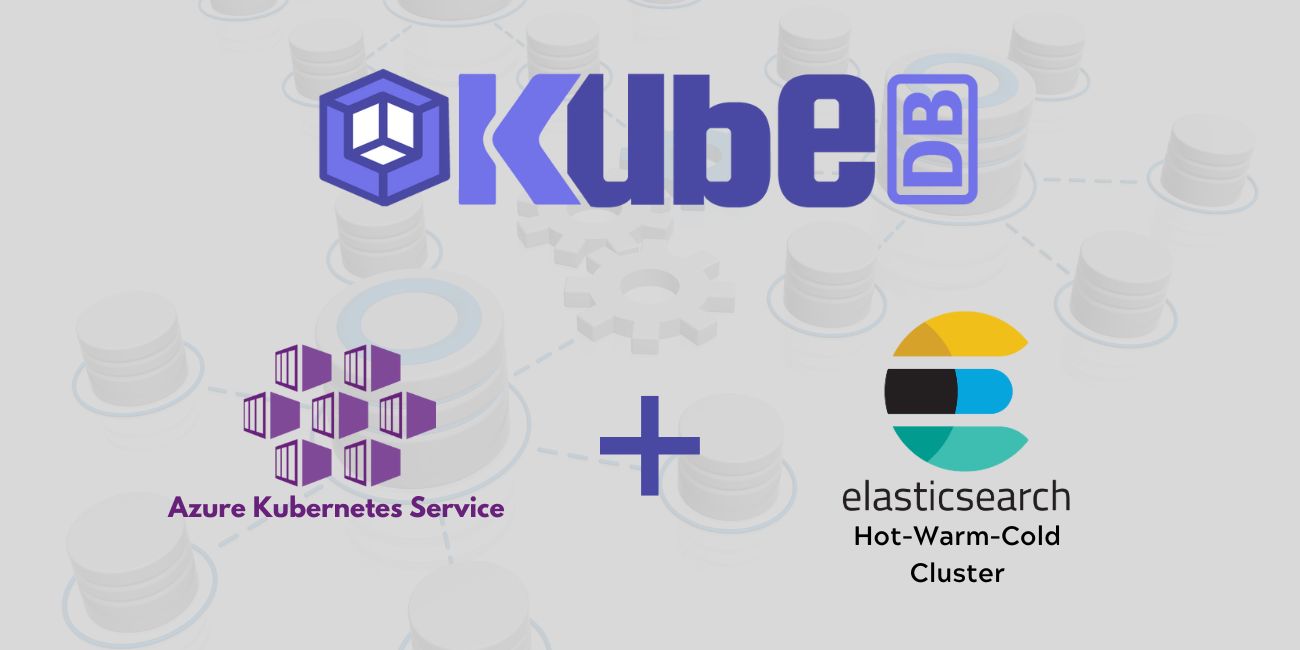 KubeDB
Azure Kubernetes Service
elasticsearch
Hot-Warm-Cold
Cluster